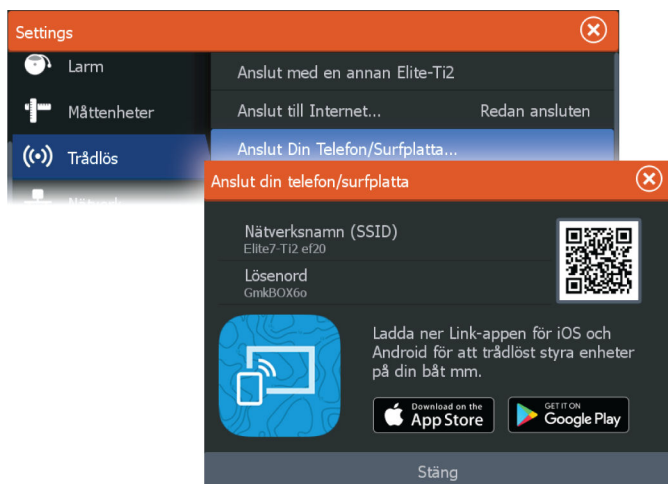 Settings
Larm
Anslut med en annan Elite-Ti2
Måttenheter
Anslut till Internet...
Redan ansluten
Trådlös
Anslut Din Telefon/Surfplatta...
Anslut din telefon/surfplatta
Nätverksnamn (SSID)
Elite7-Ti2 ef20
Lösenord
GmkBOX6o
Ladda ner Link-appen för iOS och
Android för att trådlöst styra enheter
på din båt mm.
Download on the
App Store
GET IT ON
Google Play
Stäng